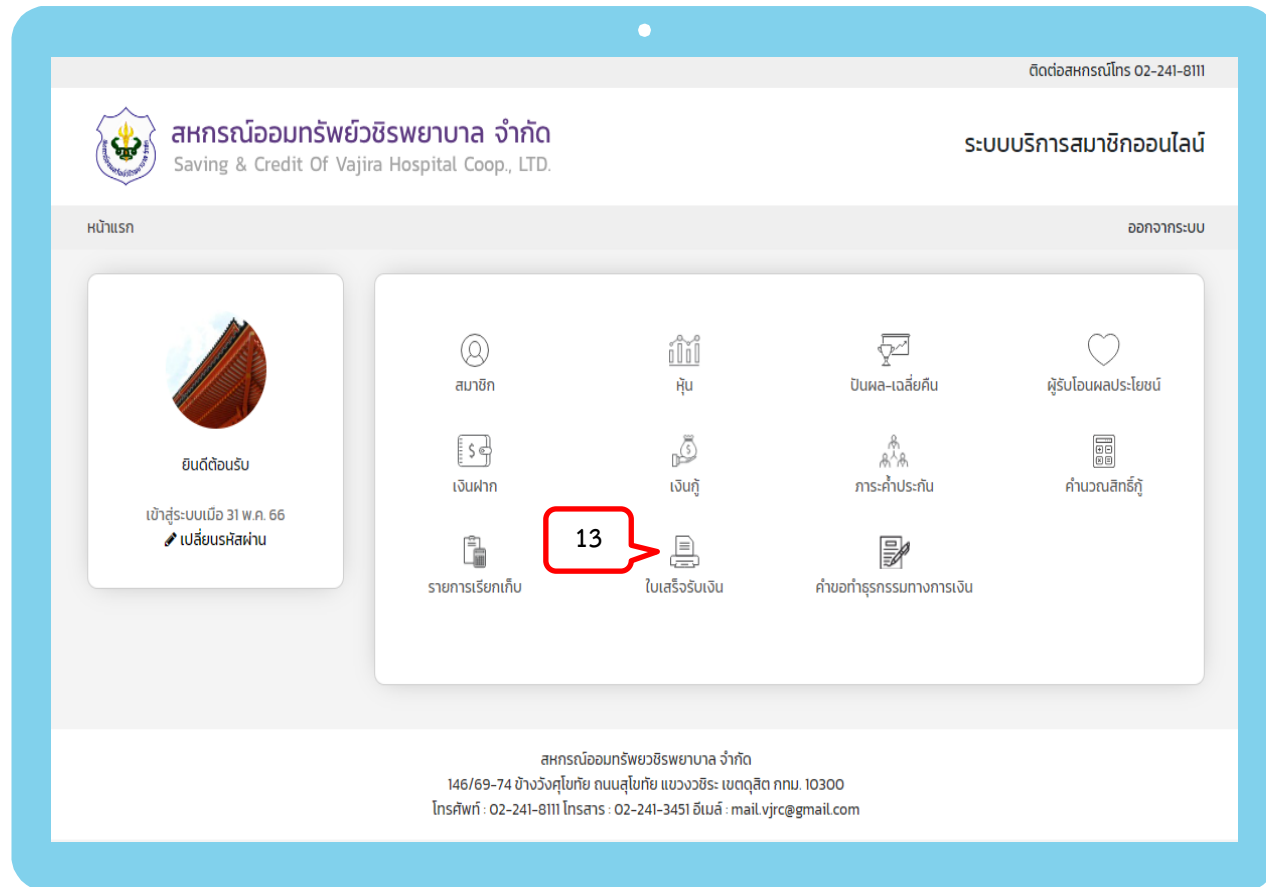 ติดต่อสหกรณ์โทร 02-241-8111
สหกรณ์ออมทรัพย์วชิรพยาบาล จำกัด
Saving & Credit Of Vajira Hospital Coop., LTD.
ระบบบริการสมาชิกออนไลน์
หน้าแรก
ออกจากระบบ
ยินดีต้อนรับ
เข้าสู่ระบบเมื่อ 31 พ.ค. 66
เปลี่ยนรหัสผ่าน
สมาชิก
หุ้น
ปันผล-เฉลี่ยคืน
ผู้รับโอนผลประโยชน์
เงินฝาก
เงินกู้
ภาระค้ำประกัน
คำนวณสิทธิ์กู้
13
รายการเรียกเก็บ
ใบเสร็จรับเงิน
คำขอทำธุรกรรมทางการเงิน
สหกรณ์ออมทรัพยวชิรพยาบาล จำกัด
146/69-74 ข้างวังศุโขทัย ถนนสุโขทัย แขวงวชิระ เขตดุสิต กทม. 10300
โทรศัพท์ : 02-241-8111 โทรสาร : 02-241-3451 อีเมล์ : mail.vjrc@gmail.com